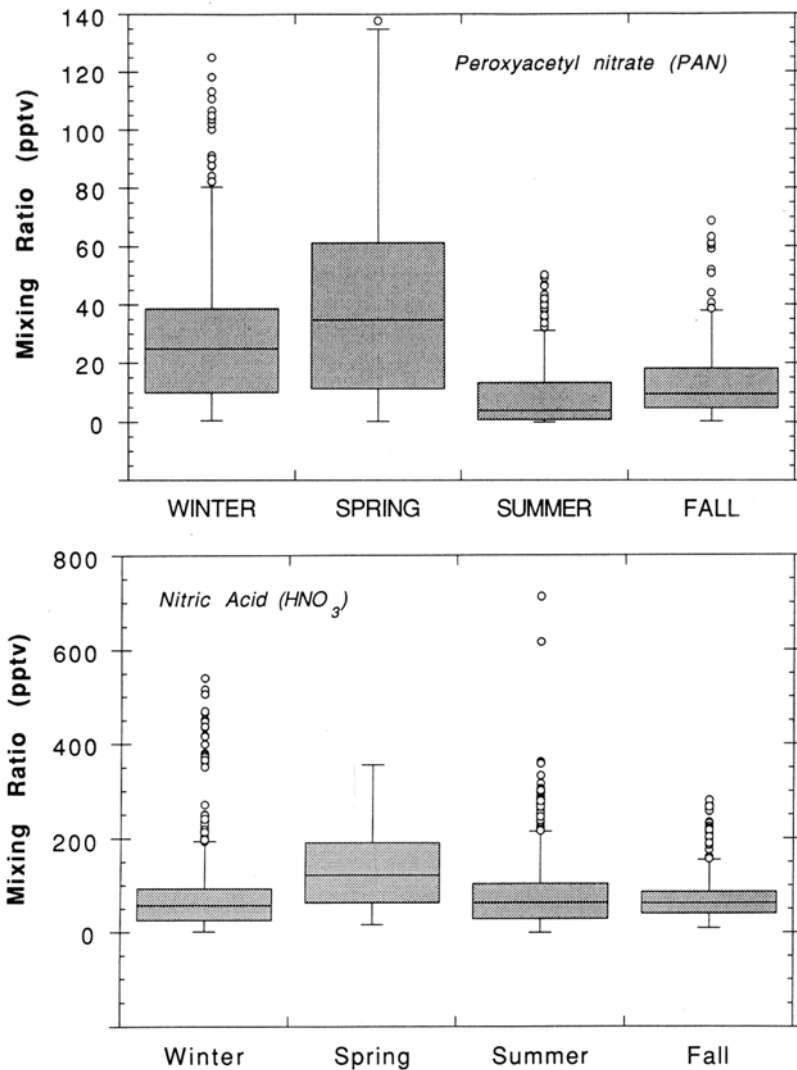 140
Peroxyacetyl nitrate (PAN)
120
100
80
60
40
20
0
Mixing Ratio (pptv)
WINTER SPRING SUMMER FALL
800
Nitric Acid (HNO3)
600
400
200
0
Mixing Ratio (pptv)
Winter Spring Summer Fall